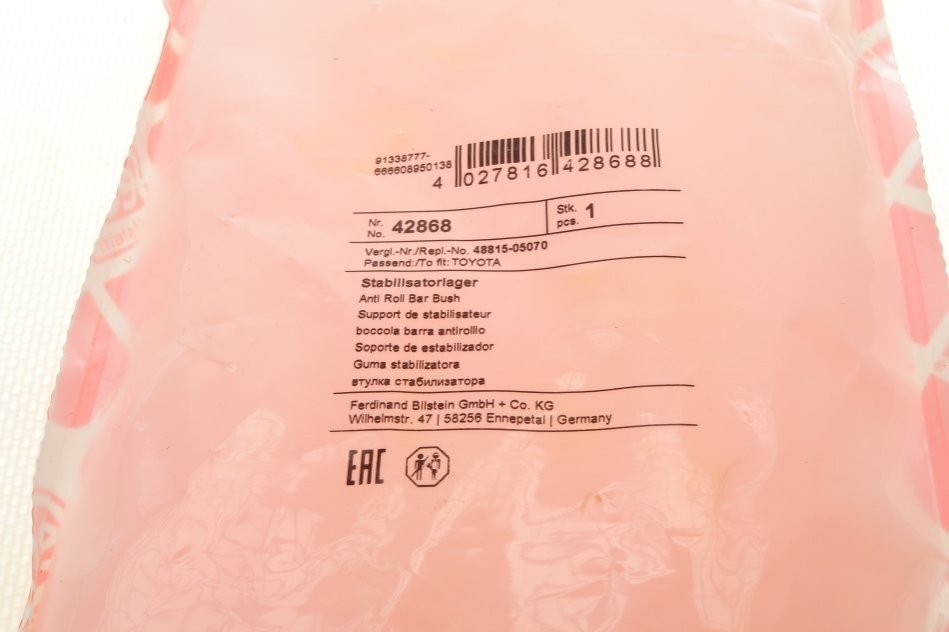 91338777-
666608950138
4 027816 428688
Nr.
No. 42868
Stk.
pcs. 1
Vergl.-Nr./Repl.-No. 48815-05070
Passend:/To fit: TOYOTA
Stabilisatorlager
Anti Roll Bar Bush
Support de stabilisateur
boccola barra antirollio
Soporte de estabilizador
Guma stabilizatora
втулка стабилизатора
Ferdinand Bilstein GmbH + Co. KG
Wilhelmstr. 47 | 58256 Ennepetal | Germany
EAC